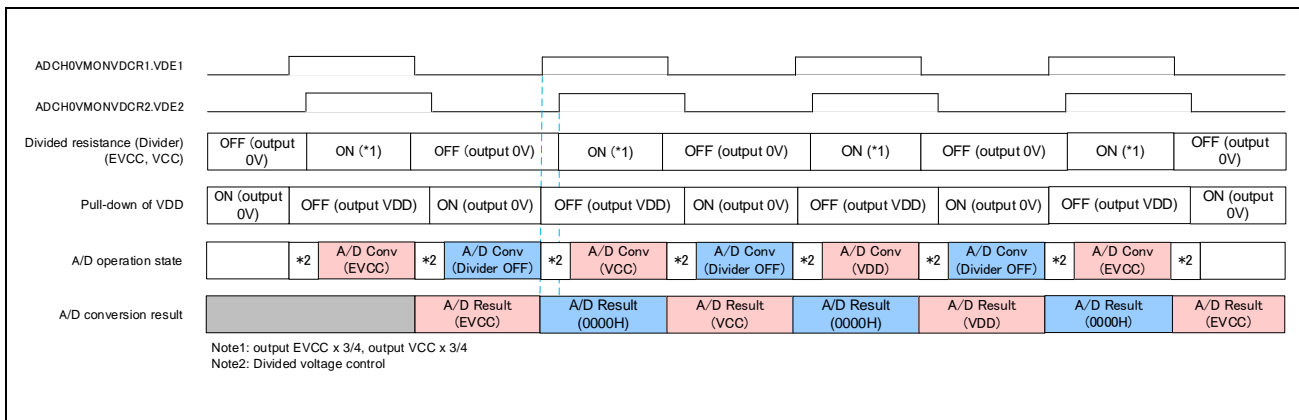 ADCH0VMONVDCR1.VDE1
ADCH0VMONVDCR2.VDE2
Divided resistance (Divider)
(EVCC, VCC)
OFF (output
0V)
ON (*1)
OFF (output 0V)
ON (*1)
OFF (output 0V)
ON (*1)
OFF (output 0V)
ON (*1)
OFF (output
0V)
Pull-down of VDD
ON (output
0V)
OFF (output VDD)
ON (output 0V)
OFF (output VDD)
ON (output 0V)
OFF (output VDD)
ON (output 0V)
OFF (output VDD)
ON (output
0V)
A/D operation state
*2
A/D Conv
(EVCC)
*2
A/D Conv
(Divider OFF)
*2
A/D Conv
(VCC)
*2
A/D Conv
(Divider OFF)
*2
A/D Conv
(VDD)
*2
A/D Conv
(Divider OFF)
*2
A/D Conv
(EVCC)
*2
A/D conversion result
A/D Result
(EVCC)
A/D Result
(0000H)
A/D Result
(VCC)
A/D Result
(0000H)
A/D Result
(VDD)
A/D Result
(0000H)
A/D Result
(EVCC)
Note1: output EVCC x 3/4, output VCC x 3/4
Note2: Divided voltage control